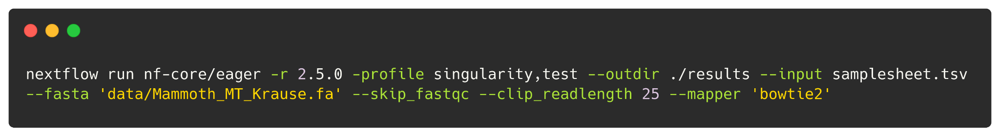 nextflow run nf-core/eager -r 2.5.0 -profile singularity,test --outdir ./results --input samplesheet.tsv
--fasta 'data/Mammoth_MT_Krause.fa' --skip_fastqc --clip_readlength 25 --mapper 'bowtie2'